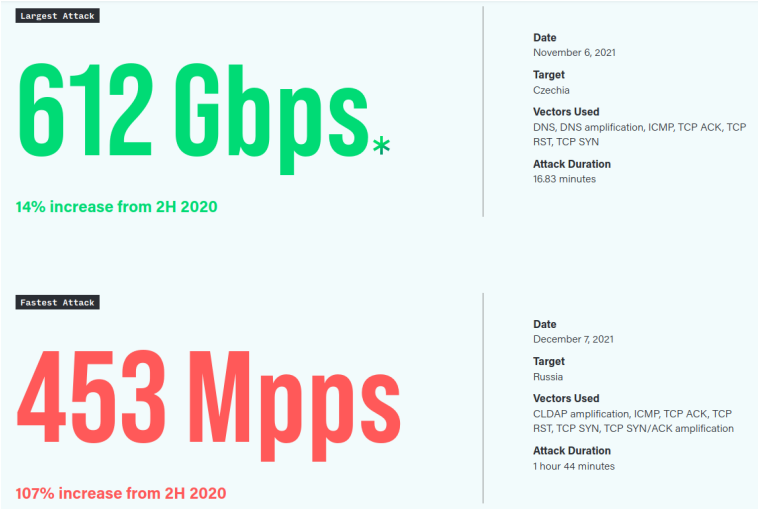 Largest Attack
612 Gbps*
14% increase from 2H 2020
Date
November 6, 2021
Target
Czechia
Vectors Used
DNS, DNS amplification, ICMP, TCP ACK, TCP
RST, TCP SYN
Attack Duration
16.83 minutes
Fastest Attack
453 Mpps
107% increase from 2H 2020
Date
December 7, 2021
Target
Russia
Vectors Used
CLDAP amplification, ICMP, TCP ACK, TCP
RST, TCP SYN, TCP SYN/ACK amplification
Attack Duration
1 hour 44 minutes